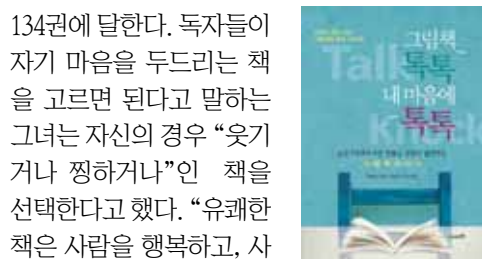 134권에 달한다. 독자들이
자기 마음을 두드리는 책
을 고르면 된다고 말하는
그녀는 자신의 경우 “웃기
거나 찡하거나”인 책을
선택한다고 했다. “유쾌한
책은 사람을 행복하고, 사
그림책
Talk 톡톡
내 마음에
톡톡